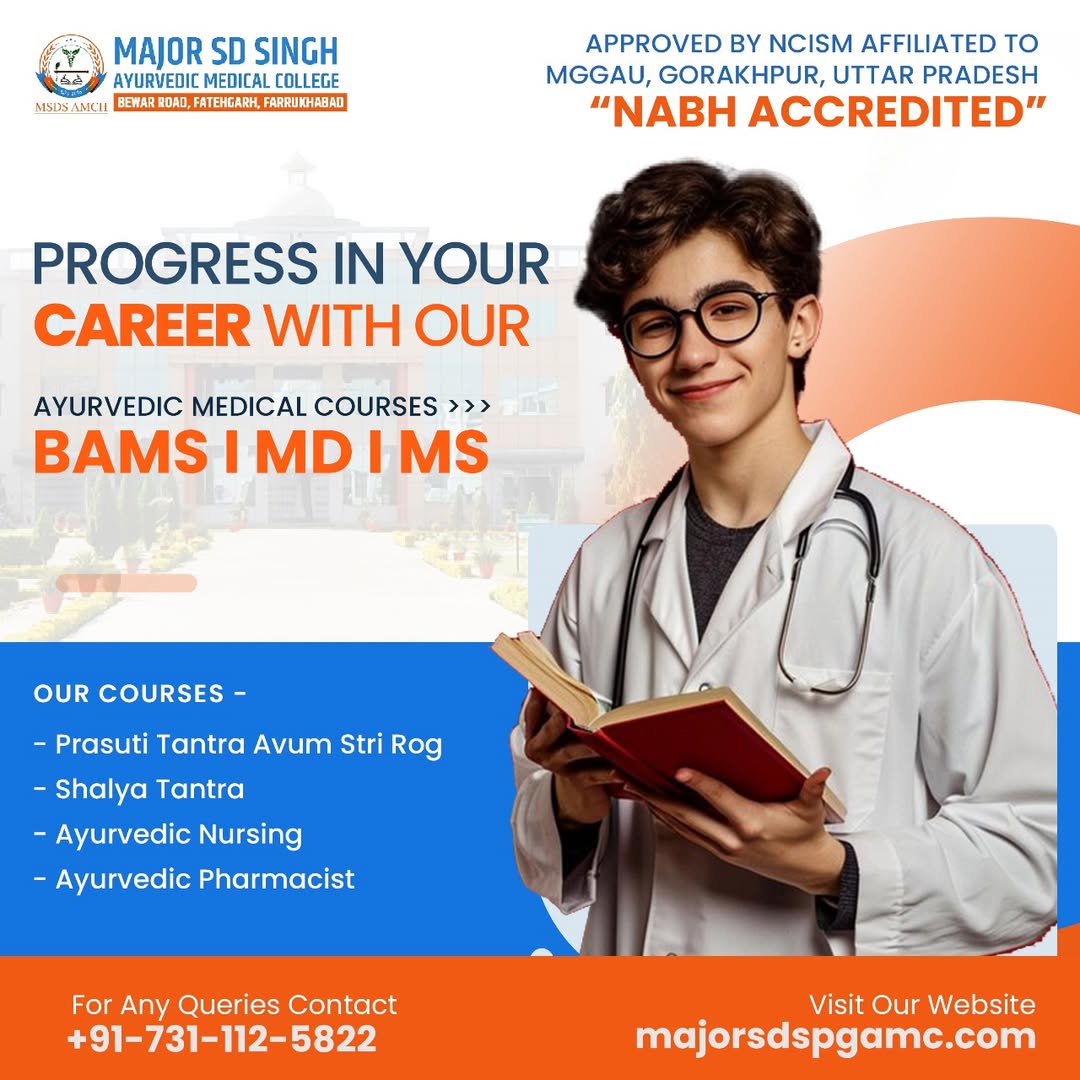 MAJOR SD SINGH
AYURVEDIC MEDICAL COLLEGE
BEWAR ROAD, FATEHGARH, FARRUKHABAD
MSDS AMCH
APPROVED BY NCISM AFFILIATED TO
MGGAU, GORAKHPUR, UTTAR PRADESH
“NABH ACCREDITED”
PROGRESS IN YOUR
CAREER WITH OUR
AYURVEDIC MEDICAL COURSES >>>
BAMS I MD I MS
OUR COURSES -
- Prasuti Tantra Avum Stri Rog
- Shalya Tantra
- Ayurvedic Nursing
- Ayurvedic Pharmacist
For Any Queries Contact
+91-731-112-5822
Visit Our Website
majorsdspgamc.com